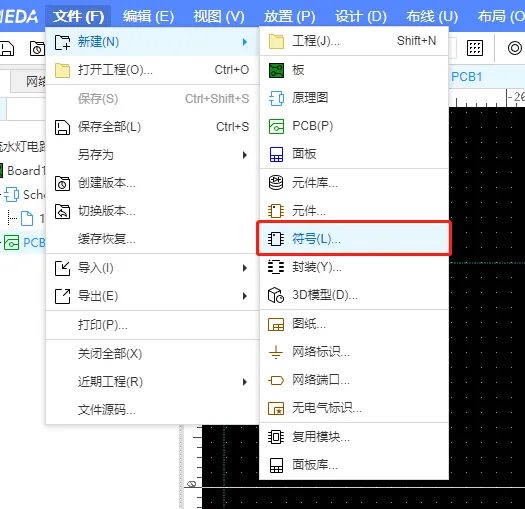 EDA 文件 (F) 编辑 (E) 视图 (V) 放置 (P) 设计 (D) 布线 (U) 布局 (O)
新建(N)
打开工程(O)... Ctrl+O
保存(S) Ctrl+Shift+S
保存全部(L) Ctrl+S
另存为
创建版本...
切换版本...
缓存恢复...
导入(I)
导出(E)
打印(P)...
关闭全部(X)
近期工程(R)
文件源码...
工程(J)... Shift+N
板
原理图
PCB(P)
面板
元件库...
元件...
符号(L)...
封装(Y)...
3D模型(D)...
图纸...
网络标识...
网络端口...
无电气标识...
复用模块...
面板库...
网络
流水灯电路
Board1
Sche
1
PCB
PCB1
-20
0